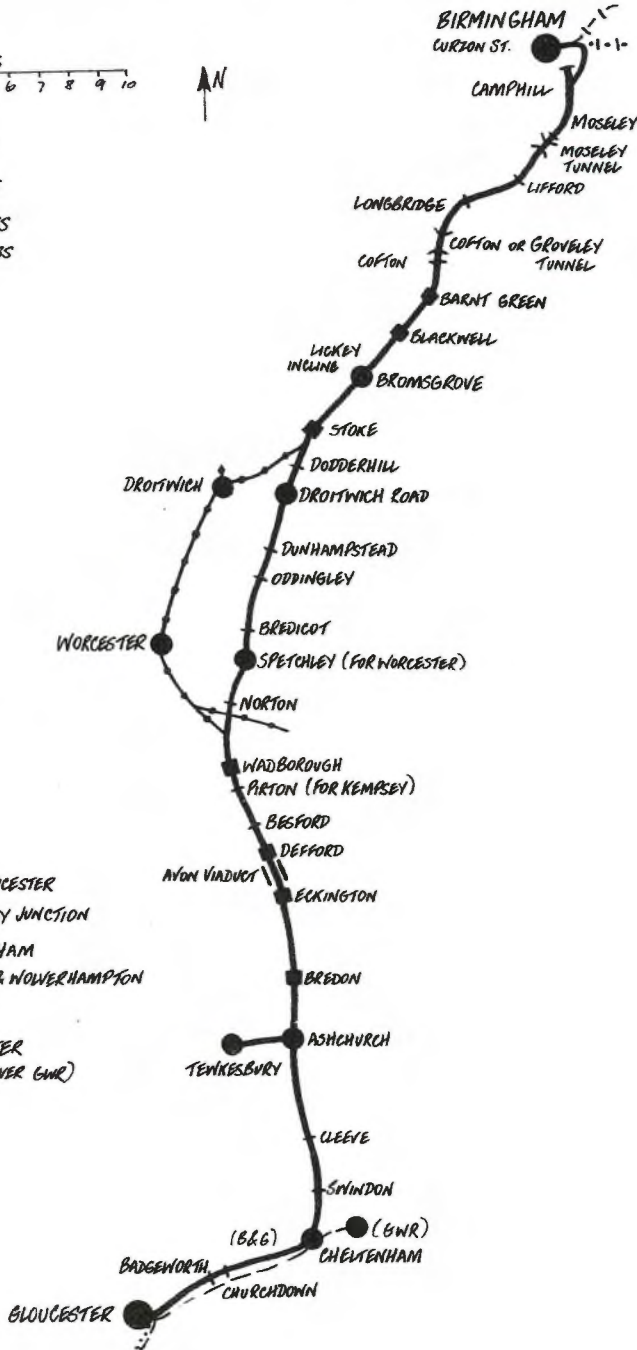 BIRMINGHAM
CURZON ST.
6 7 8 9 10
N
CAMPHILL
MOSELEY
MOSELEY
TUNNEL
LIFFORD
LONGBRIDGE
COFTON OR GROVELEY
TUNNEL
COFTON
BARNT GREEN
BLACKWELL
LICKEY
INCLINE
BROMSGROVE
STOKE
DODDERHILL
DROITWICH
DROITWICH ROAD
DUNHAMPSTEAD
ODDINGLEY
BREDICOT
WORCESTER
SPETCHLEY (FOR WORCESTER)
NORTON
WADBOROUGH
PIRTON (FOR KEMPSEY)
BESFORD
DEFFORD
AVON VIADUCT
ECKINGTON
CESTER
Y JUNCTION
HAM
& WOLVERHAMPTON
BREDON
TER
VER GWR)
ASHCHURCH
TEWKESBURY
CLEEVE
SWINDON
(B&G)
(GWR)
CHELTENHAM
BADGEWORTH
CHURCHDOWN
GLOUCESTER